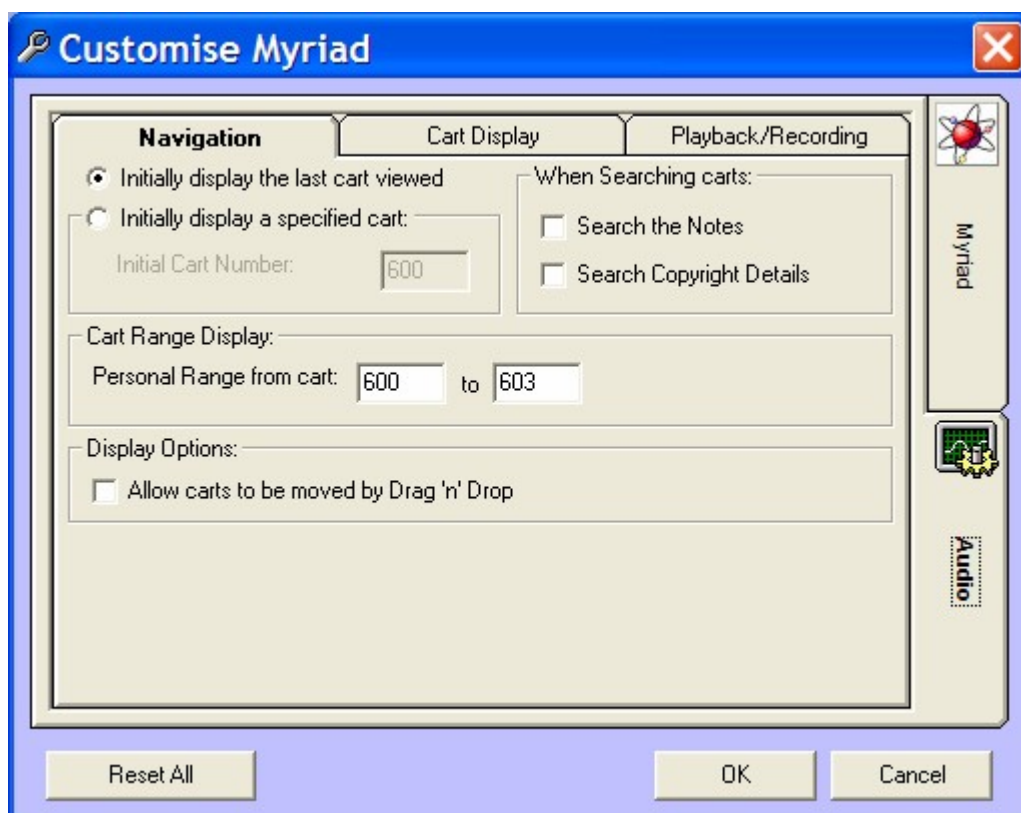 Customise Myriad
Navigation
Cart Display
Playback/Recording
Initially display the last cart viewed
Initially display a specified cart:
Initial Cart Number:
600
When Searching carts:
Search the Notes
Search Copyright Details
Cart Range Display:
Personal Range from cart: 600 to 603
Display Options:
Allow carts to be moved by Drag 'n' Drop
Myriad
Audio
Reset All
OK
Cancel